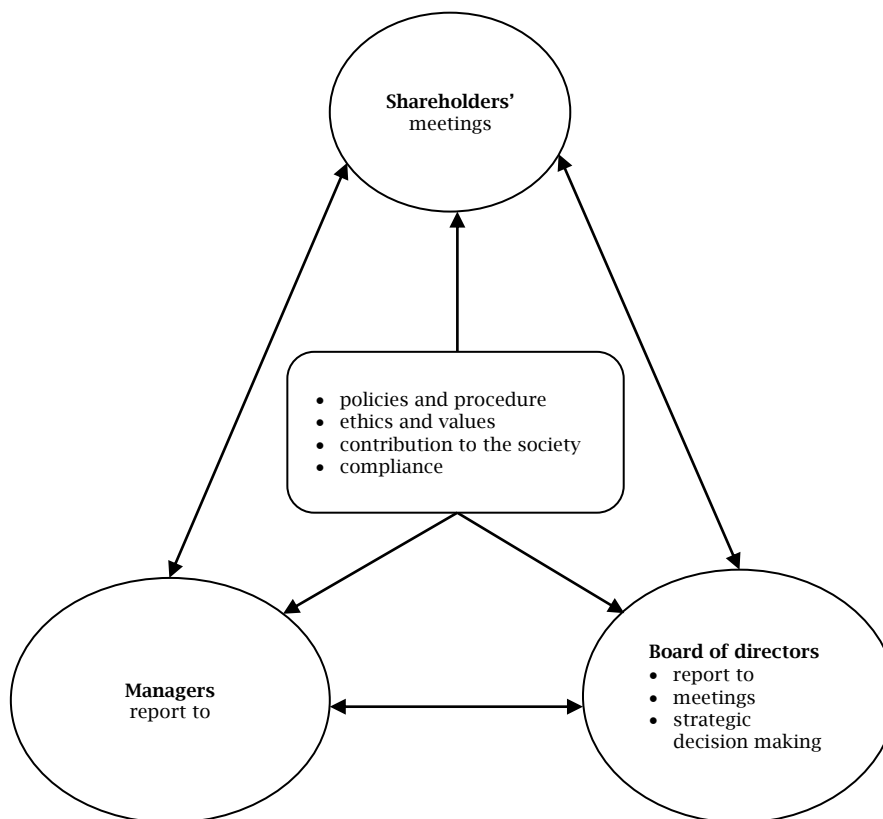 Shareholders’
meetings
• policies and procedure
• ethics and values
• contribution to the society
• compliance
Managers
report to
Board of directors
• report to
• meetings
• strategic
decision making